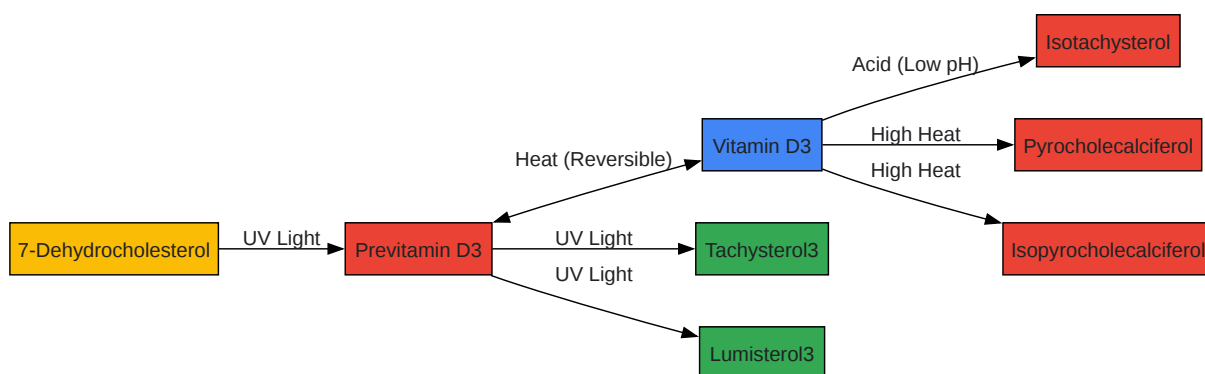 Isotachysterol
Acid (Low pH)
Vitamin D3
High Heat
Pyrocholecalciferol
Heat (Reversible)
High Heat
7-Dehydrocholesterol
UV Light
Previtamin D3
UV Light
Tachysterol3
Isopyrocholecalciferol
UV Light
Lumisterol3